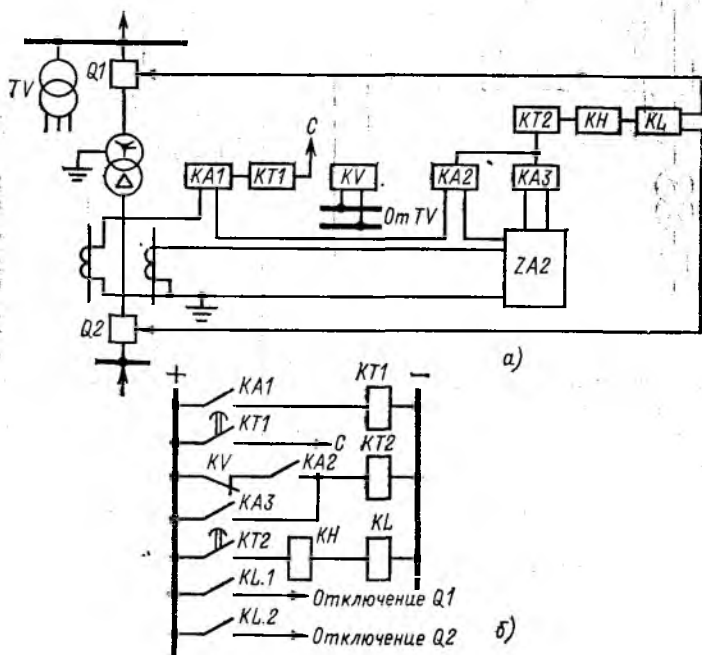 TV
Q1
KT2
KH
KL
C
KA1
KT1
KV
KA2
KA3
От TV
ZA2
Q2
а)
+
KA1
KT1
−
KT1
C
KT2
KV
KA2
KA3
KT2
KH
KL
KL.1
Отключение Q1
KL.2
Отключение Q2
б)